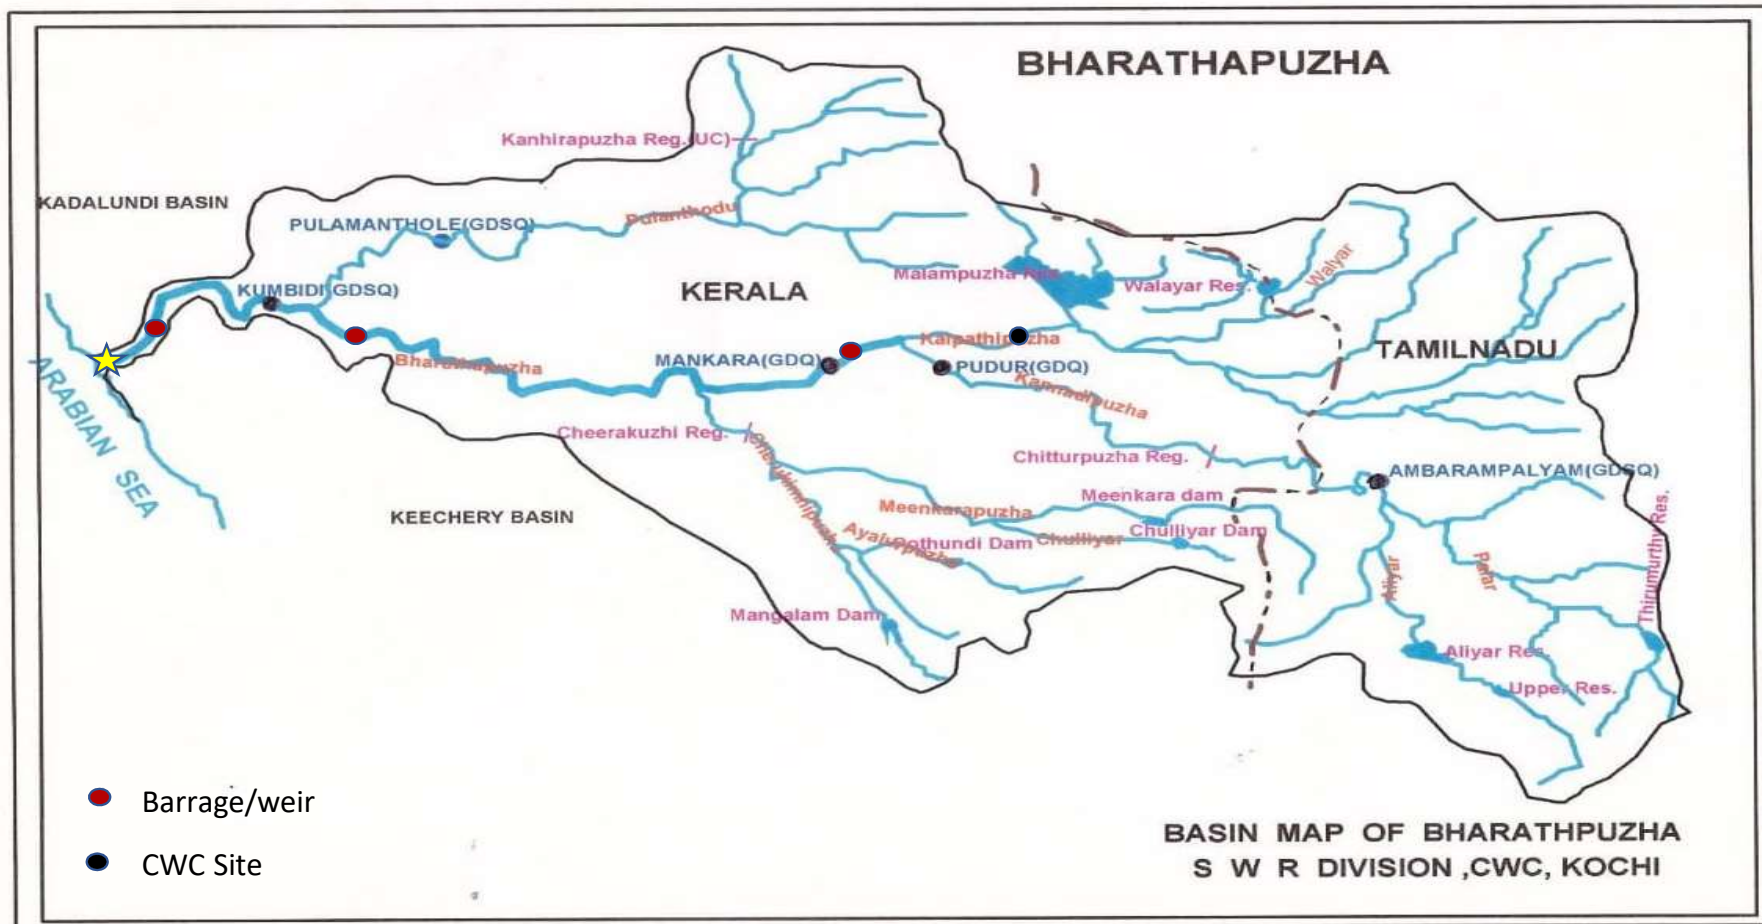 BHARATHAPUZHA
Kanhirapuzha Reg.(UC)
KADALUNDI BASIN
PULAMANTHOLE(GDSQ)
Pulanthodu
Walyar
Malampuzha Res.
Walayar Res.
KUMBIDI(GDSQ)
KERALA
Kalpathipuzha
TAMILNADU
MANKARA(GDQ)
PUDUR(GDQ)
Bharathapuzha
Kannadipuzha
ARABIAN SEA
Cheerakuzhi Reg.
Cherukunnipuzha
Chitturpuzha Reg.
AMBARAMPALYAM(GDSQ)
Meenkara dam
Thirumurthy Res.
KEECHERY BASIN
Meenkarapuzha
Chulliyar Dam
Ayalurpuzha
Pothundi Dam
Chulliyar
Aliyar
Palar
Mangalam Dam
Aliyar Res.
Upper Res.
Barrage/weir
CWC Site
BASIN MAP OF BHARATHPUZHA
S W R DIVISION ,CWC, KOCHI